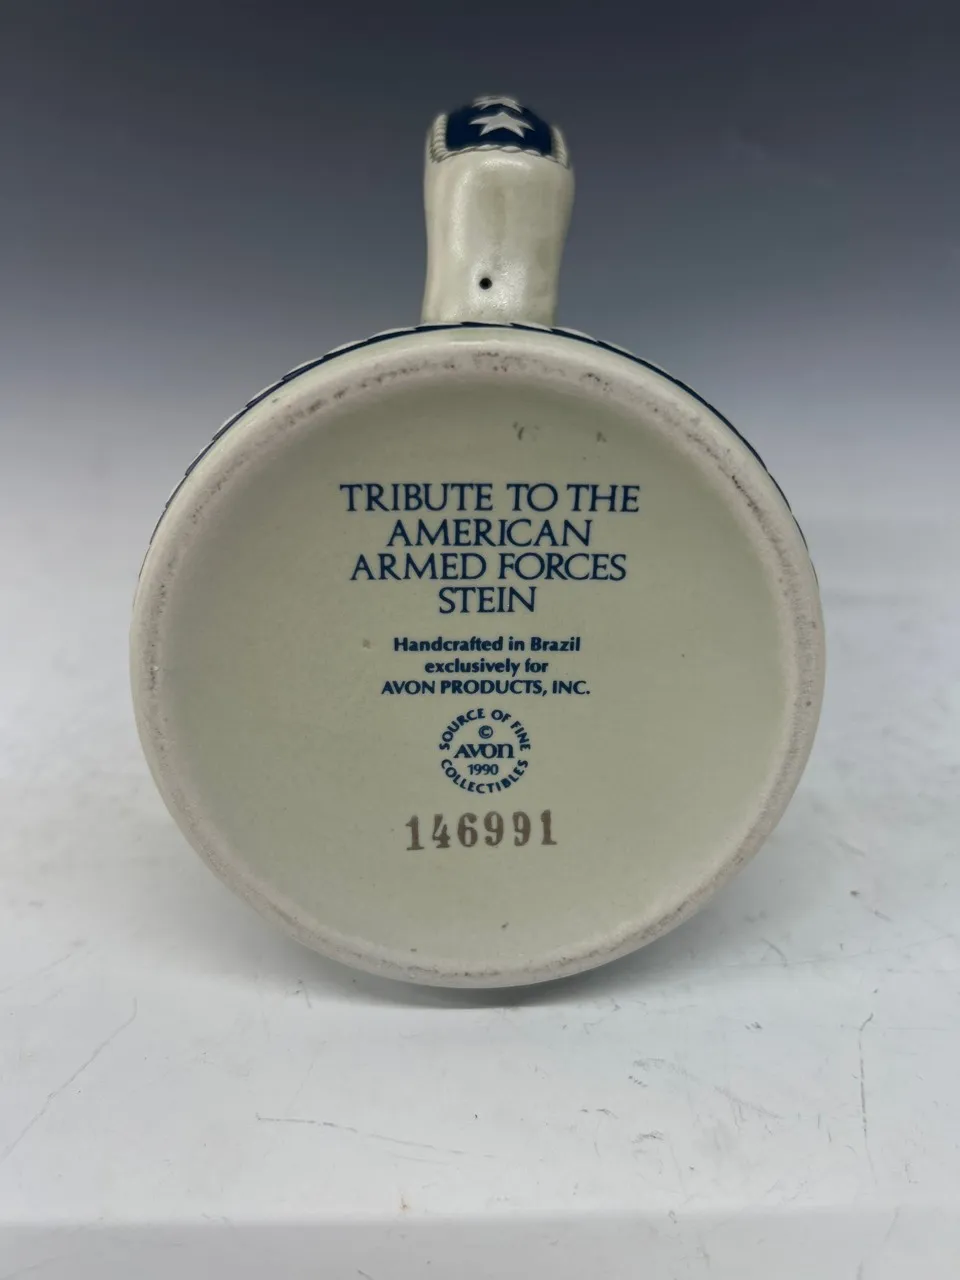 TRIBUTE TO THE
AMERICAN
ARMED FORCES
STEIN
Handcrafted in Brazil
exclusively for
AVON PRODUCTS, INC.
SOURCE OF FINE
©
AVON
1990
COLLECTIBLES
146991